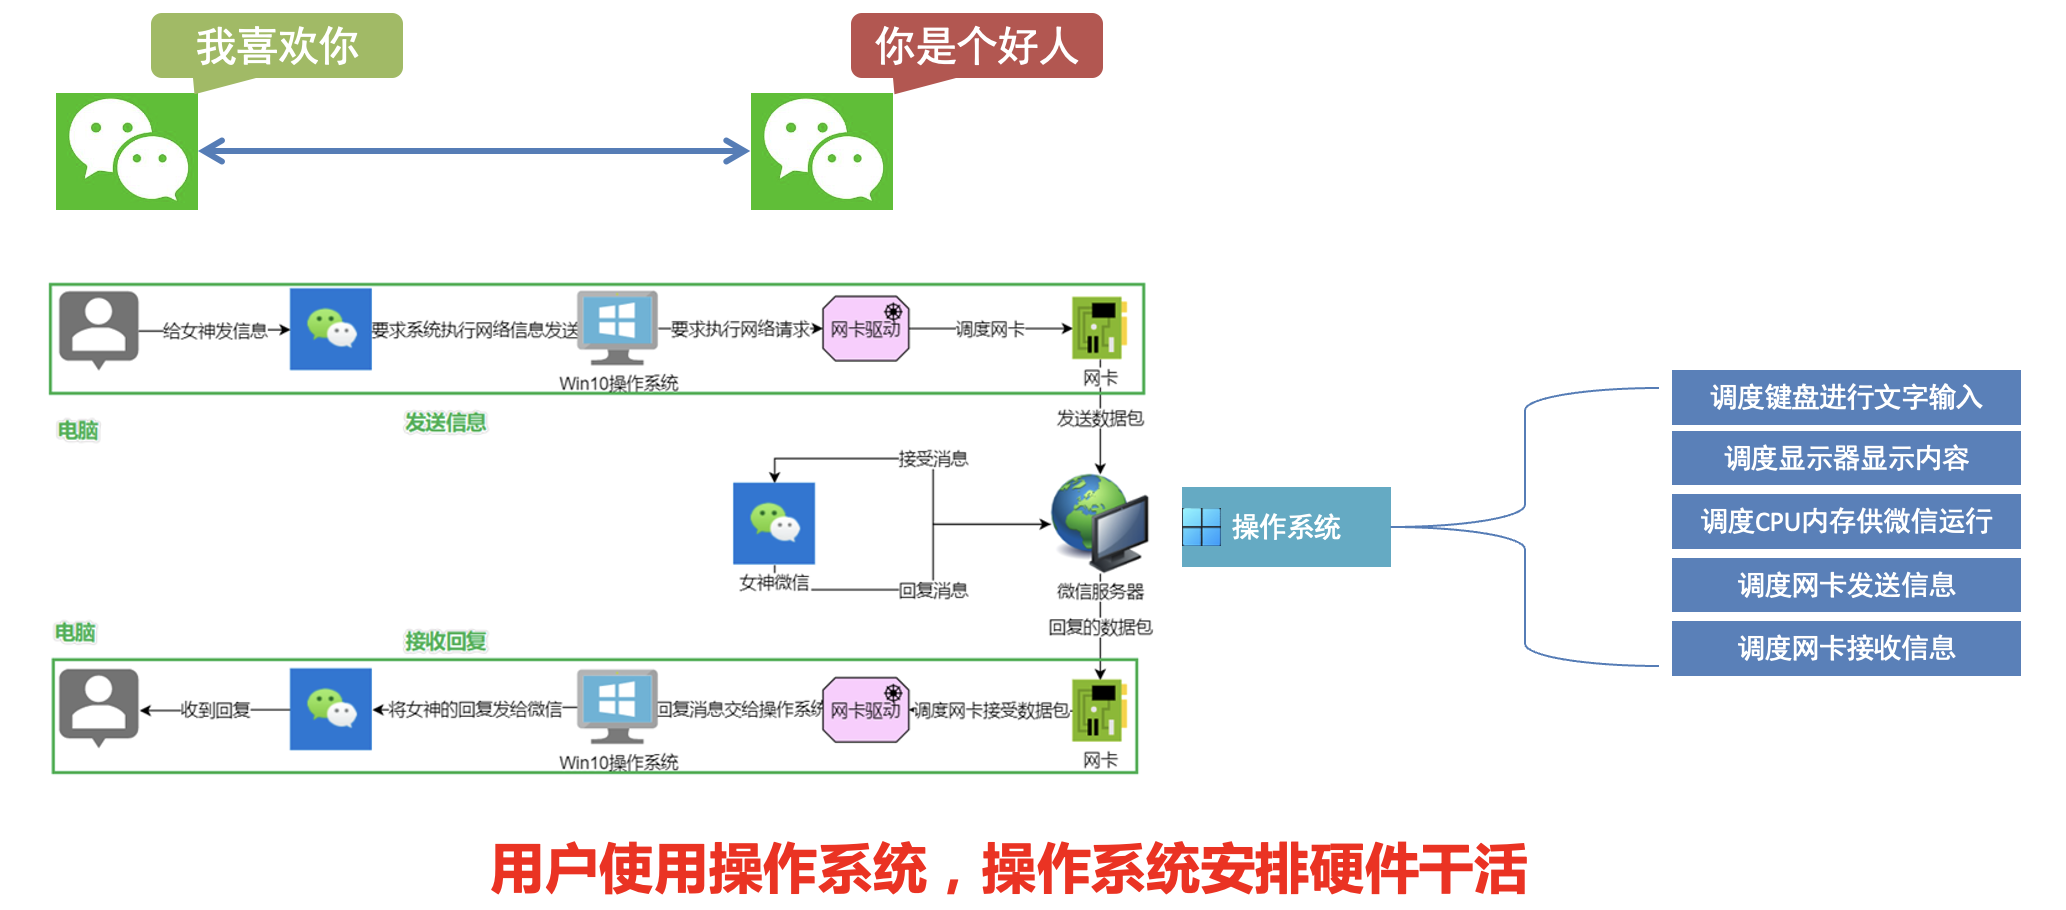 我喜欢你
你是个好人
给女神发信息
要求系统执行网络信息发送
Win10操作系统
要求执行网络请求
网卡驱动
调度网卡
网卡
电脑
发送信息
发送数据包
接受消息
女神微信
回复消息
微信服务器
回复的数据包
操作系统
调度键盘进行文字输入
调度显示器显示内容
调度CPU内存供微信运行
调度网卡发送信息
调度网卡接收信息
电脑
接收回复
收到回复
将女神的回复发给微信
Win10操作系统
回复消息交给操作系统
网卡驱动
调度网卡接受数据包
网卡
用户使用操作系统，操作系统安排硬件干活